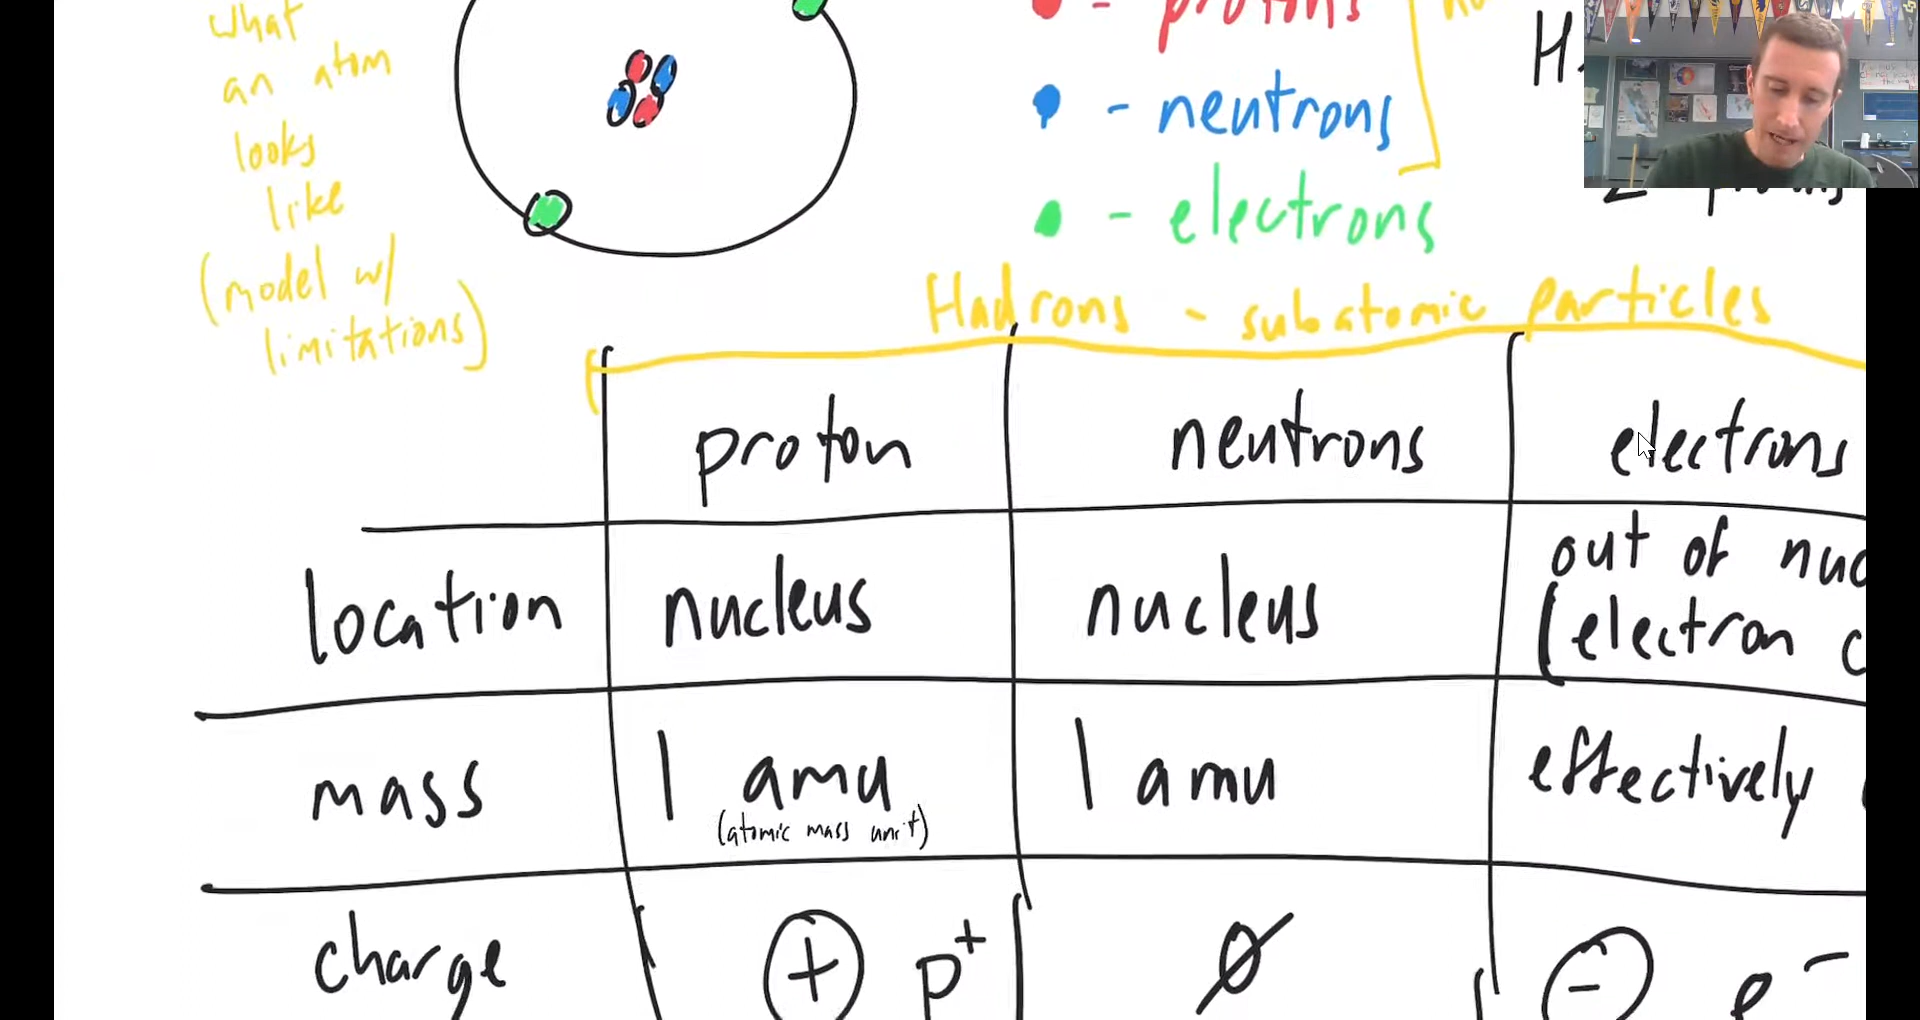 what
an atom
looks
like
(model w/
limitations)
- protons
- neutrons
- electrons
H
Hadrons - subatomic particles
proton neutrons electrons
location nucleus nucleus out of nuc
(electron c
mass 1 amu 1 amu effectively
(atomic mass unit)
charge + p⁺ ∅ - e⁻